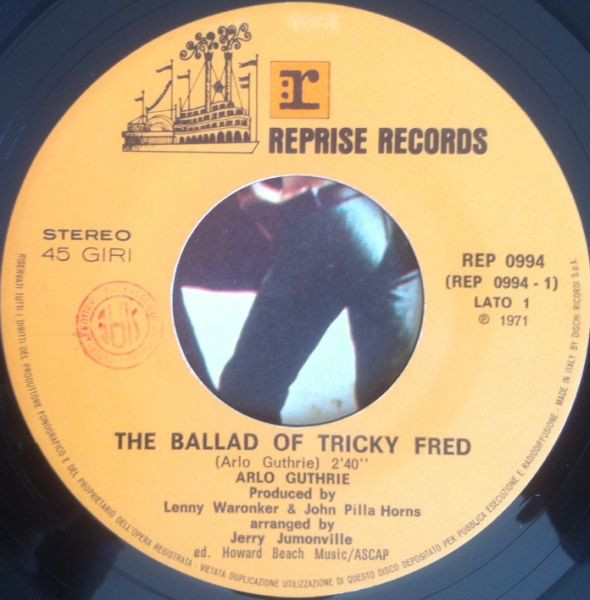 r:
REPRISE RECORDS
STEREO
45 GIRI
REP 0994
(REP 0994 - 1)
LATO 1
℗ 1971
THE BALLAD OF TRICKY FRED
(Arlo Guthrie) 2'40''
ARLO GUTHRIE
Produced by
Lenny Waronker & John Pilla Horns
arranged by
Jerry Jumonville
ed. Howard Beach Music/ASCAP
RISERVATI TUTTI I DIRITTI DEL PRODUTTORE FONOGRAFICO E DEL PROPRIETARIO DELL'OPERA REGISTRATA - VIETATA DUPLICAZIONE UTILIZZAZIONE DI QUESTO DISCO DEPOSITATO PER PUBBLICA ESECUZIONE E RADIODIFFUSIONE. - MADE IN ITALY BY DISCHI RICORDI S.p.A.